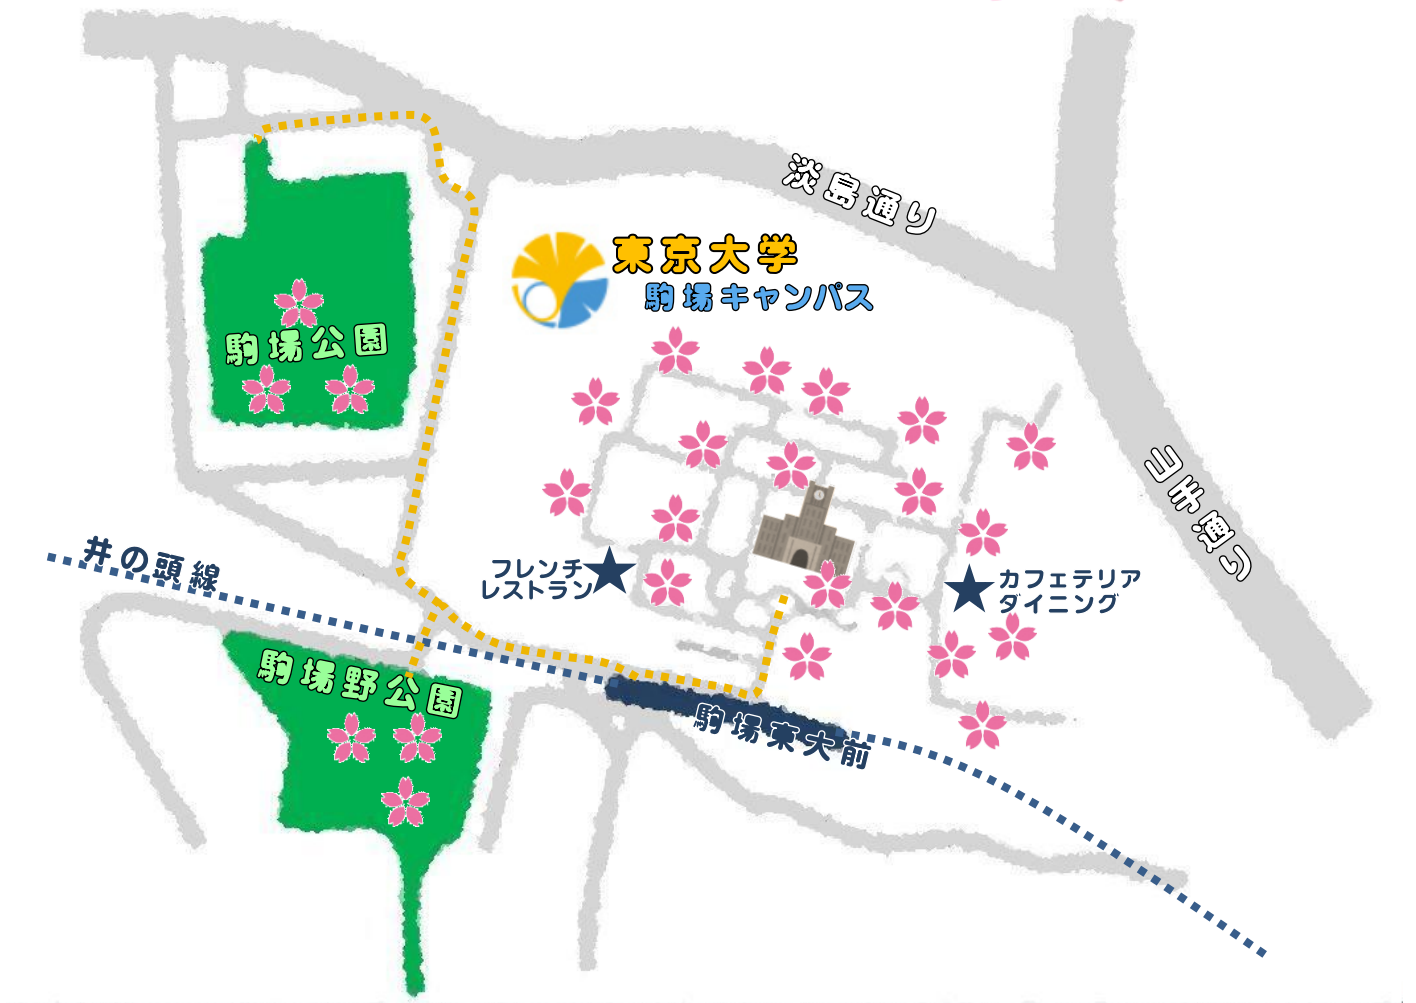 淡島通り
東京大学
駒場キャンパス
駒場公園
山手通り
井の頭線
フレンチ
レストラン
カフェテリア
ダイニング
駒場野公園
駒場東大前